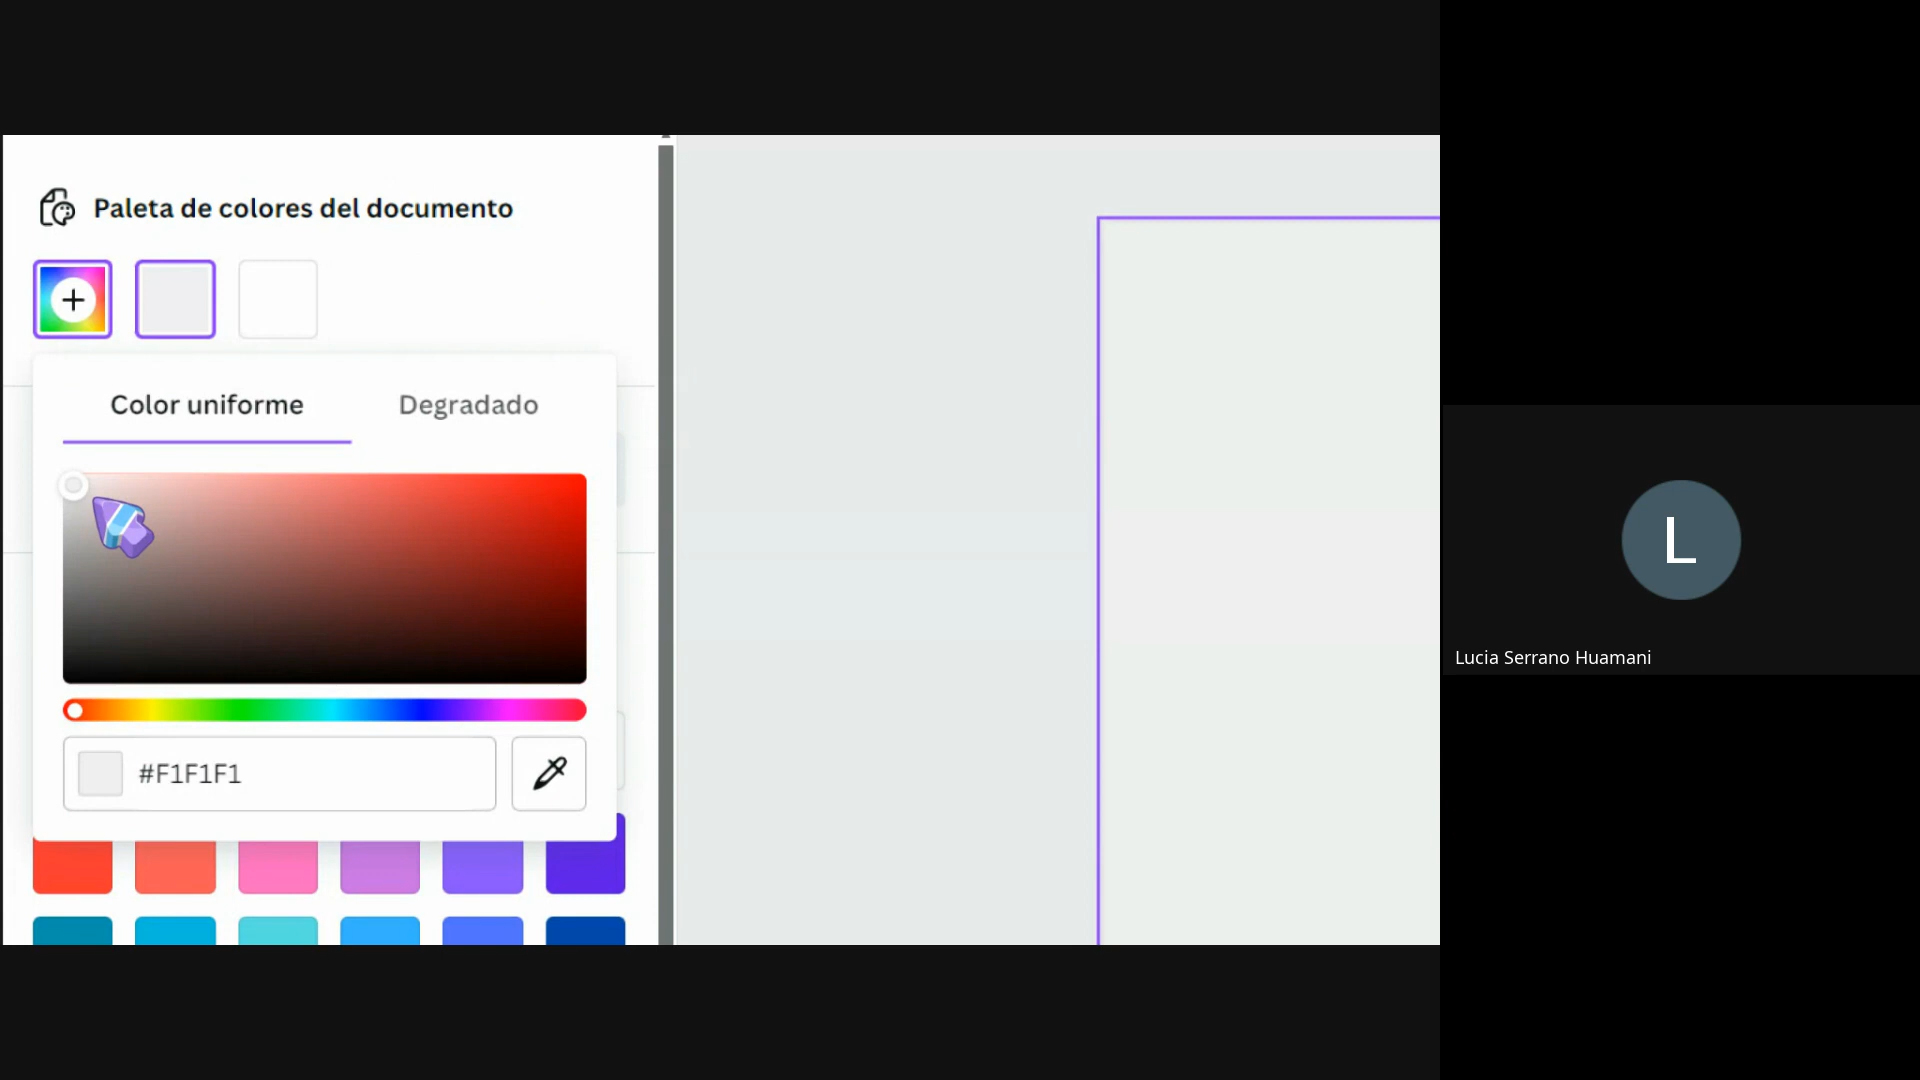 Paleta de colores del documento
Color uniforme
Degradado
#F1F1F1
L
Lucia Serrano Huamani